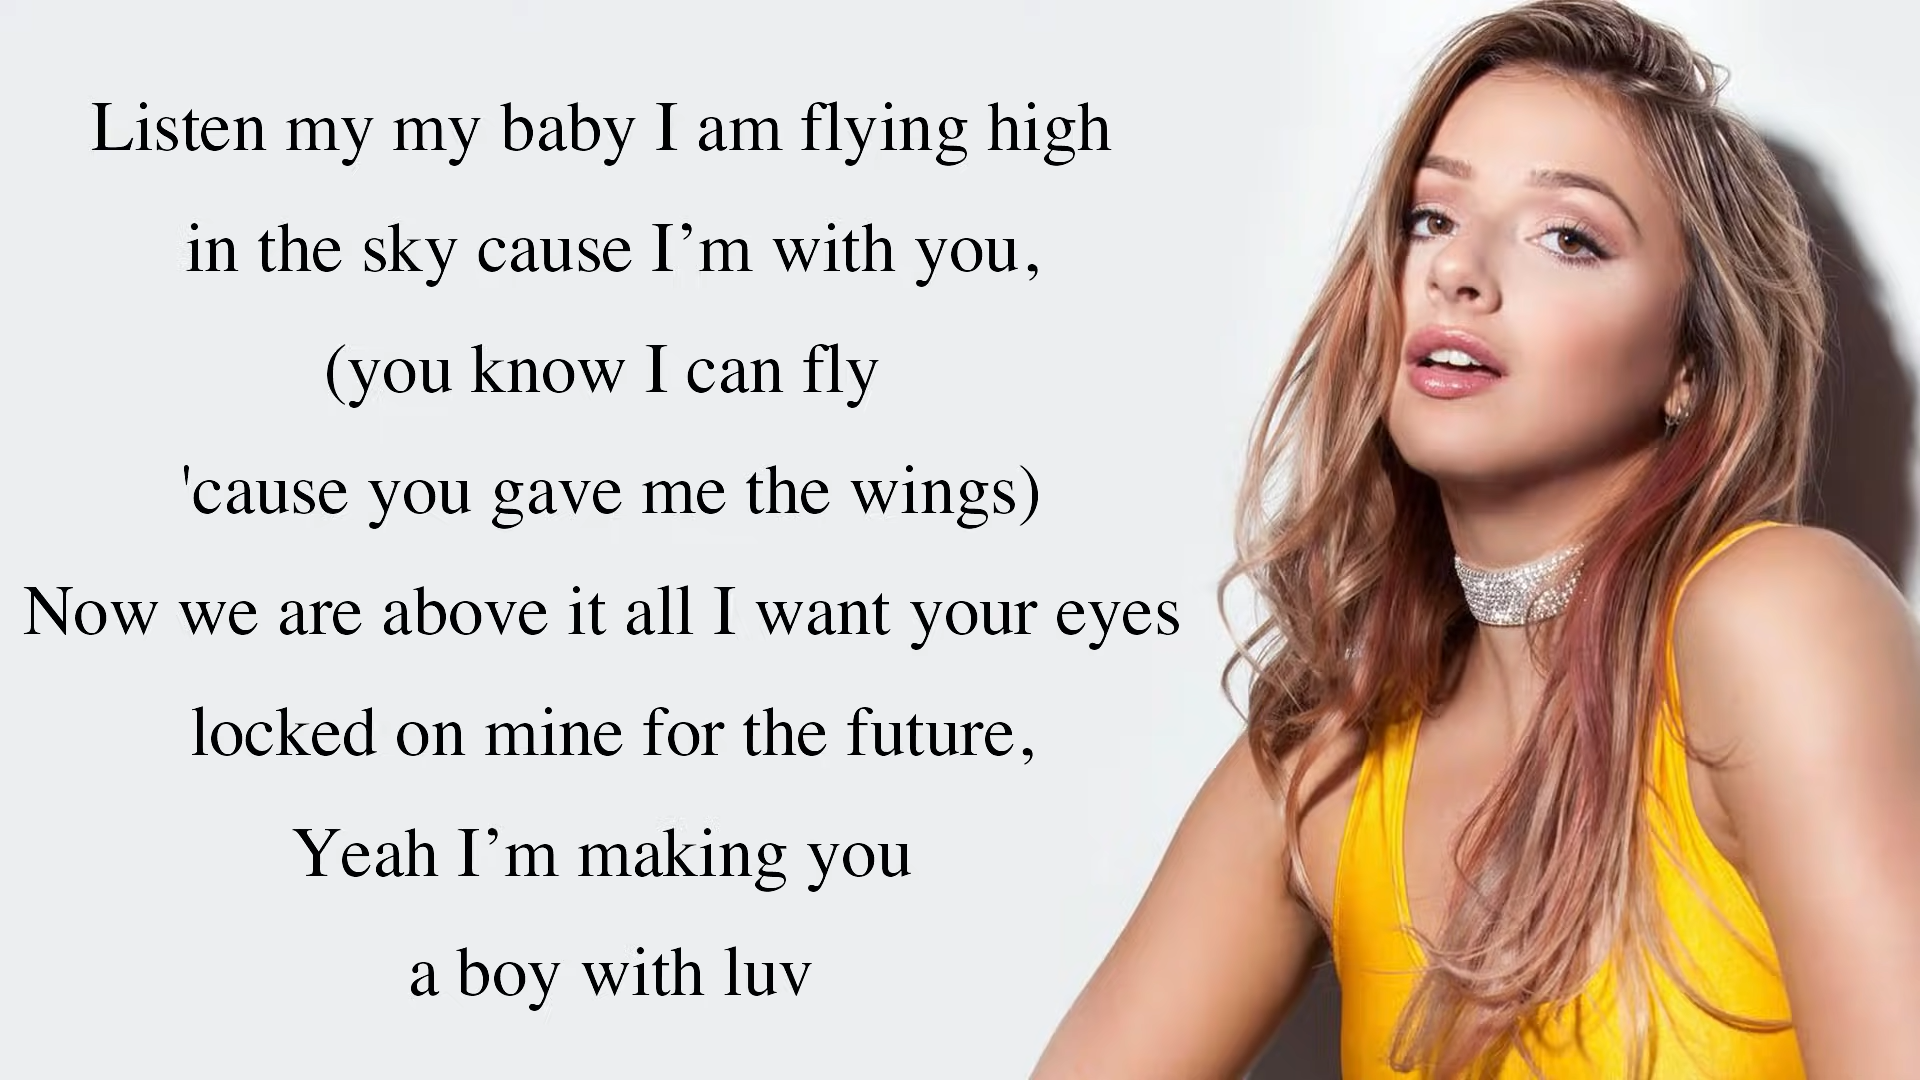 Listen my my baby I am flying high
in the sky cause I’m with you,
(you know I can fly
'cause you gave me the wings)
Now we are above it all I want your eyes
locked on mine for the future,
Yeah I’m making you
a boy with luv